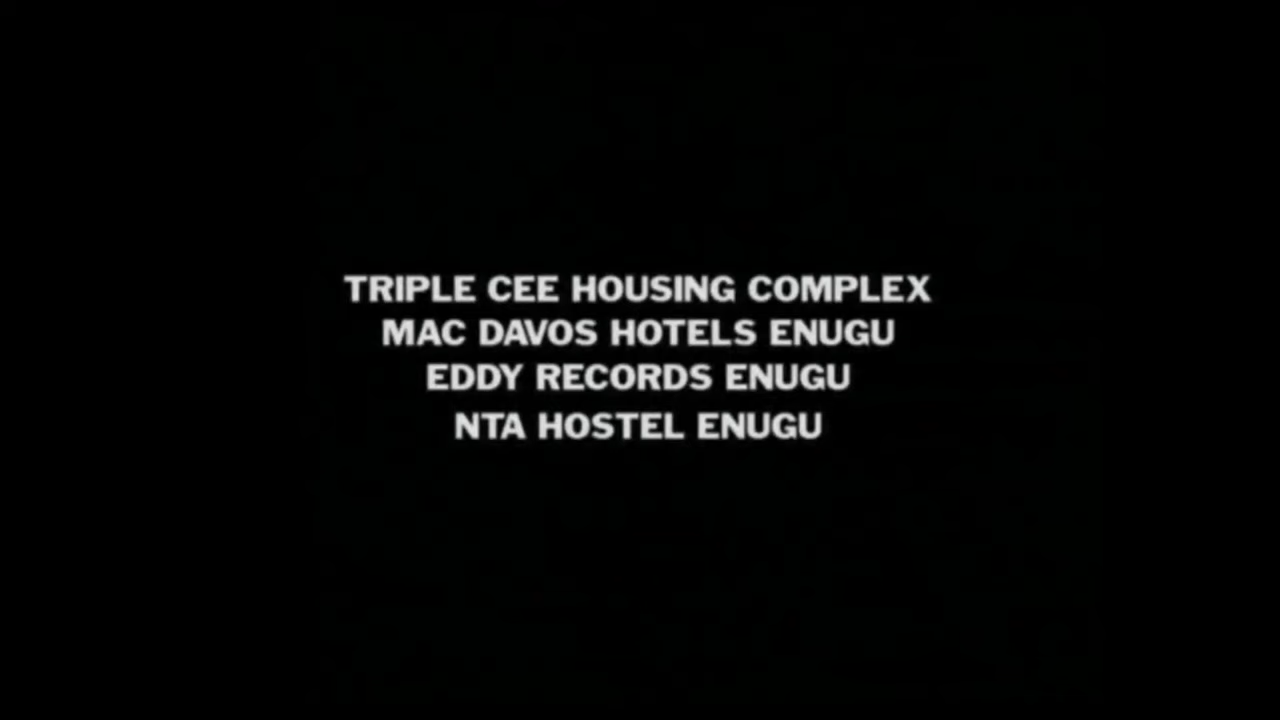 TRIPLE CEE HOUSING COMPLEX
MAC DAVOS HOTELS ENUGU
EDDY RECORDS ENUGU
NTA HOSTEL ENUGU